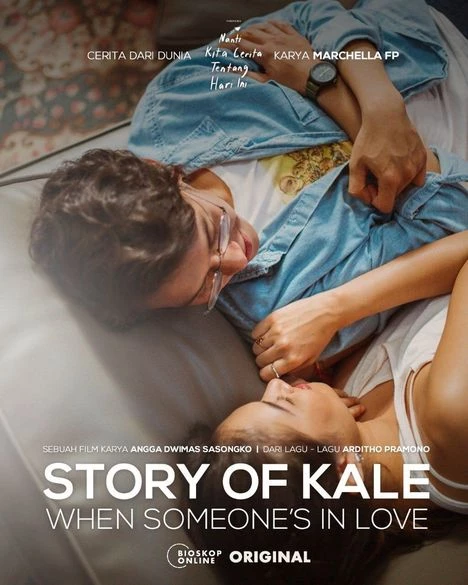 CERITA DARI DUNIA
Nanti
Kita Cerita
Tentang
Hari Ini
KARYA MARCHELLA FP
SEBUAH FILM KARYA ANGGA DWIMAS SASONGKO | DARI LAGU - LAGU ARDITHO PRAMONO
STORY OF KALE
WHEN SOMEONE'S IN LOVE
BIOSKOP
ONLINE
ORIGINAL